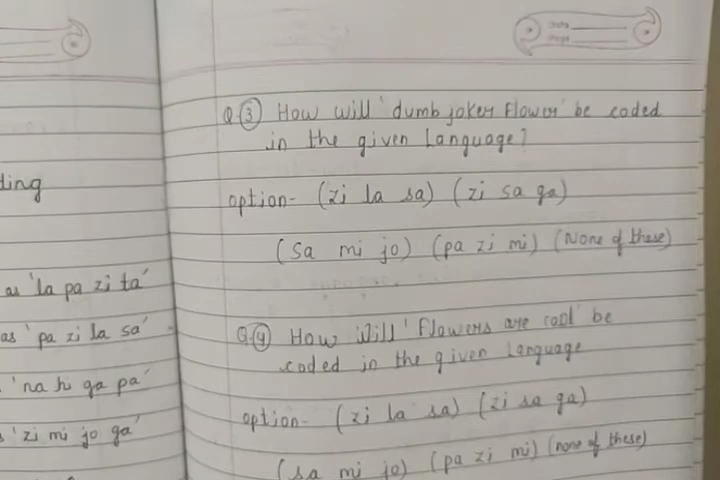 ding
as 'la pa zi ta'
as 'pa zi la sa'
'na hi ga pa'
'zi mi jo ga'
Q.③ How will 'dumb joker Flower' be coded
in the given Language?
option- (zi la sa) (zi sa ga)
(sa mi jo) (pa zi mi) (None of these)
Q.④ How Will 'Flowers are cool' be
coded in the given Language
option- (zi la sa) (zi sa ga)
(sa mi jo) (pa zi mi) (none of these)